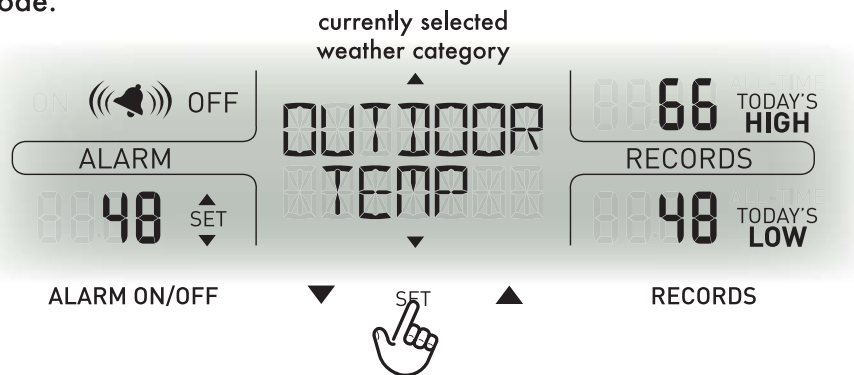 ode.
currently selected
weather category
ON OFF
ALARM
48 SET
OUTDOOR
TEMP
66 TODAY'S
HIGH
RECORDS
48 TODAY'S
LOW
ALARM ON/OFF SET RECORDS